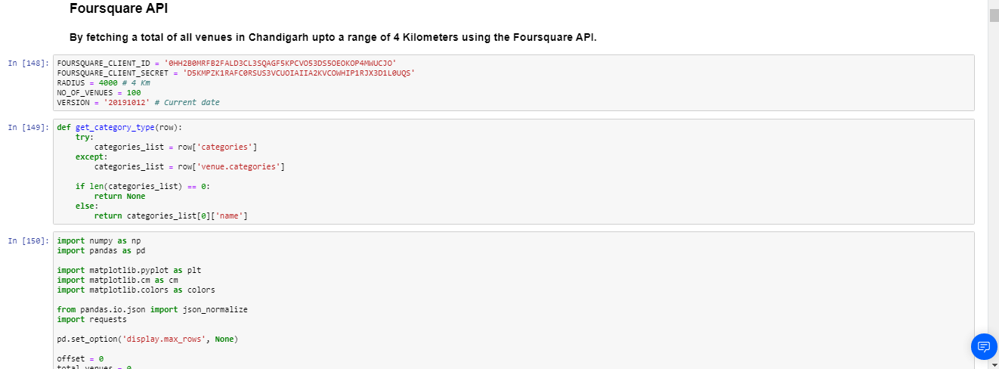 Foursquare API
By fetching a total of all venues in Chandigarh upto a range of 4 Kilometers using the Foursquare API.
In [148]: FOURSQUARE_CLIENT_ID = '0HH2B0MRFB2FALD3CL3SQAGF5KPCVO53DS5OEOKOP4MWUCJO'
FOURSQUARE_CLIENT_SECRET = 'D5KMPZK1RAFC0RSUS3VCUOIAIIA2KVCOWHIP1RJX3D1L0UQS'
RADIUS = 4000 # 4 Km
NO_OF_VENUES = 100
VERSION = '20191012' # Current date
In [149]: def get_category_type(row):
    try:
        categories_list = row['categories']
    except:
        categories_list = row['venue.categories']
    if len(categories_list) == 0:
        return None
    else:
        return categories_list[0]['name']
In [150]: import numpy as np
import pandas as pd
import matplotlib.pyplot as plt
import matplotlib.cm as cm
import matplotlib.colors as colors
from pandas.io.json import json_normalize
import requests
pd.set_option('display.max_rows', None)
offset = 0
total_venues = 0